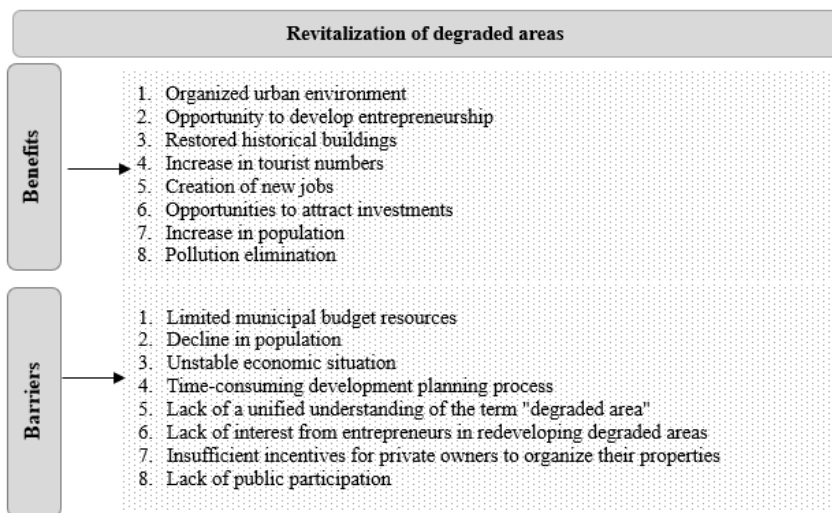 Revitalization of degraded areas
Benefits
1. Organized urban environment
2. Opportunity to develop entrepreneurship
3. Restored historical buildings
4. Increase in tourist numbers
5. Creation of new jobs
6. Opportunities to attract investments
7. Increase in population
8. Pollution elimination
Barriers
1. Limited municipal budget resources
2. Decline in population
3. Unstable economic situation
4. Time-consuming development planning process
5. Lack of a unified understanding of the term "degraded area"
6. Lack of interest from entrepreneurs in redeveloping degraded areas
7. Insufficient incentives for private owners to organize their properties
8. Lack of public participation